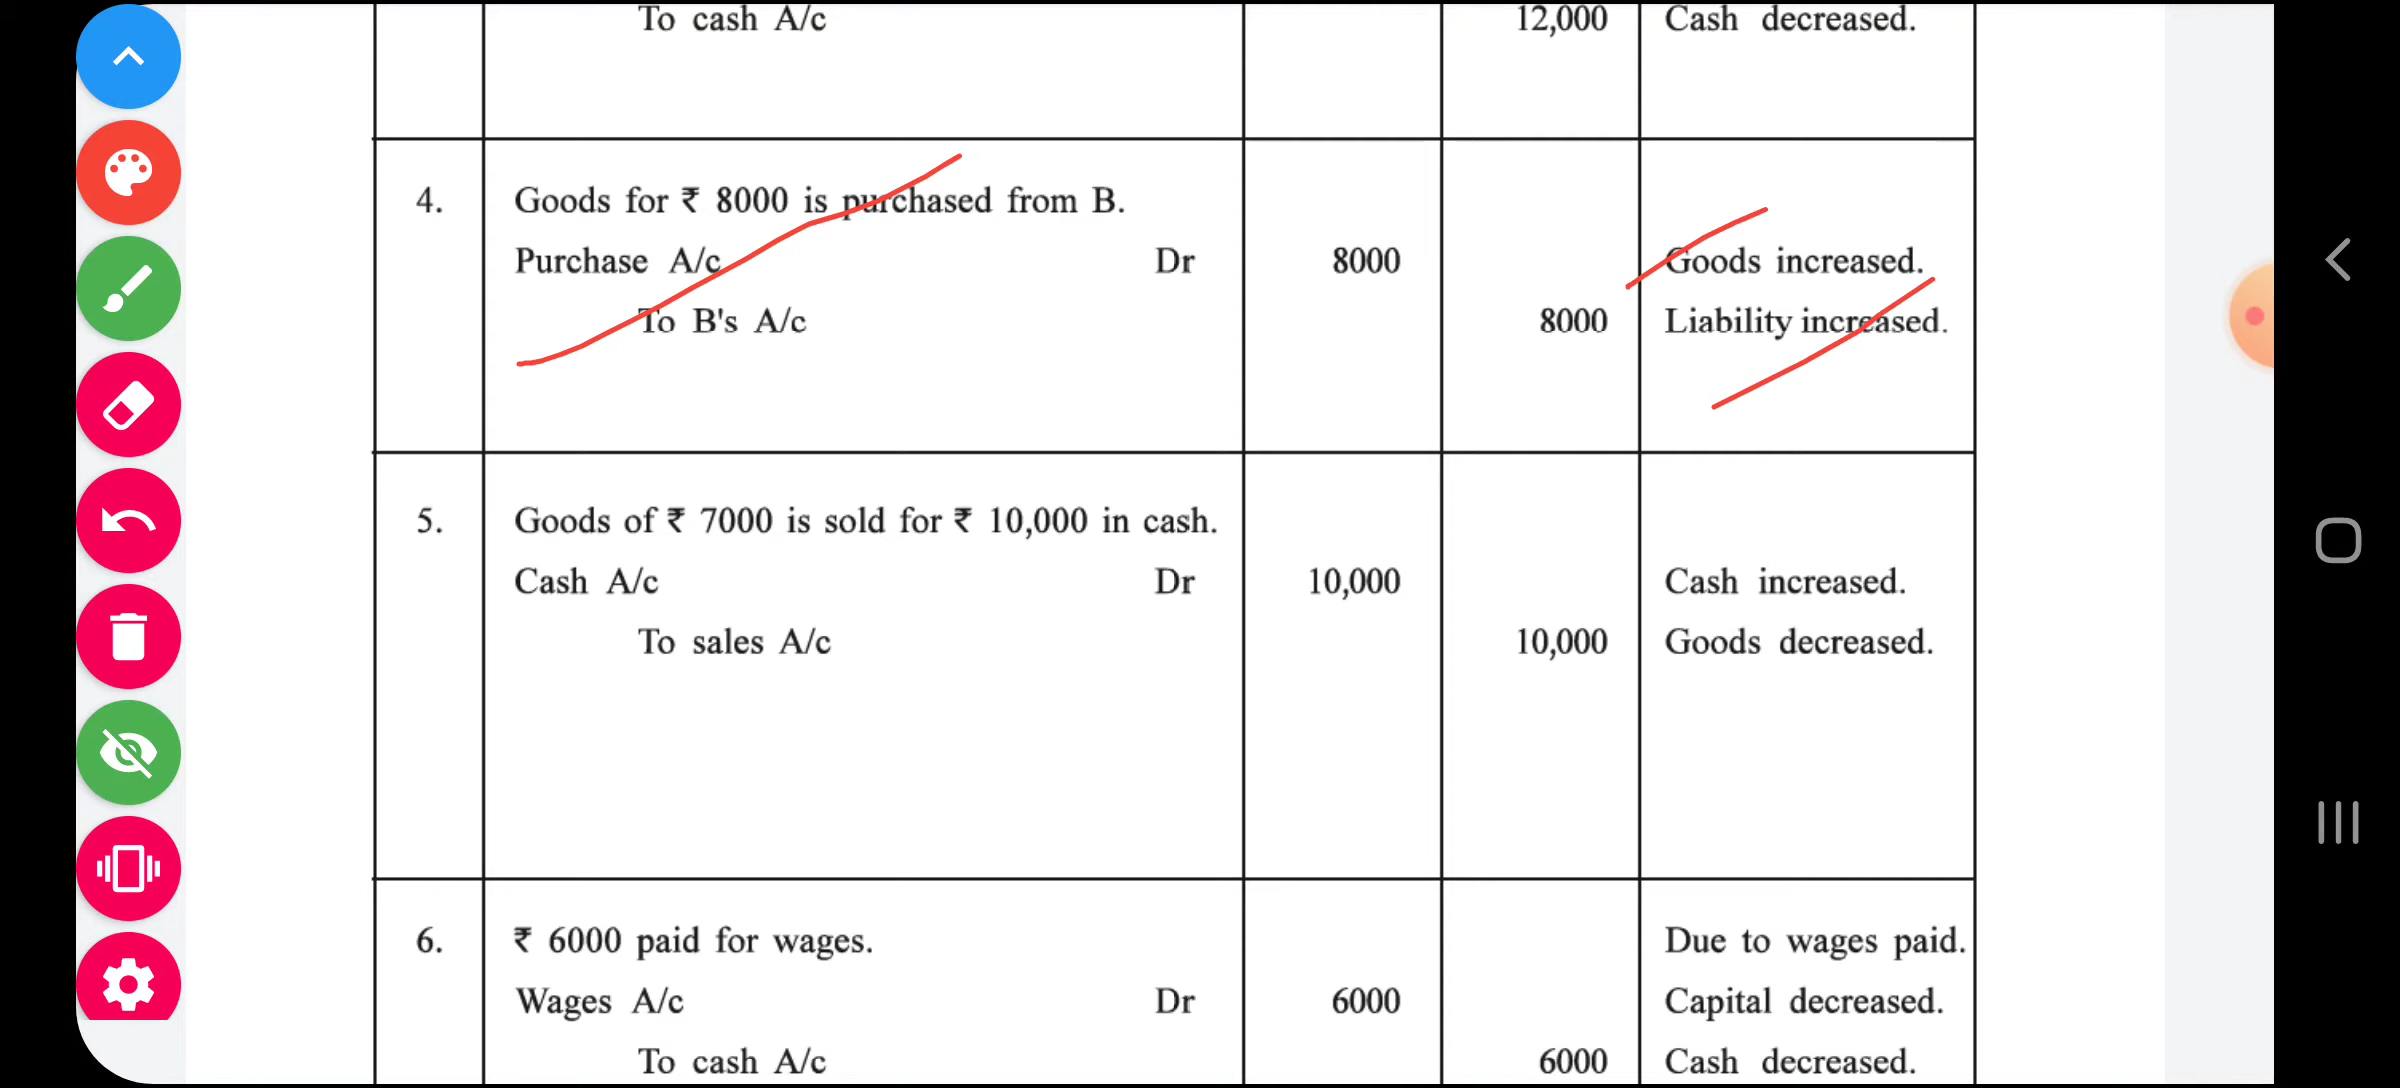 To cash A/c 12,000 Cash decreased.
4. Goods for ₹ 8000 is purchased from B.
Purchase A/c Dr 8000 Goods increased.
To B's A/c 8000 Liability increased.
5. Goods of ₹ 7000 is sold for ₹ 10,000 in cash.
Cash A/c Dr 10,000 Cash increased.
To sales A/c 10,000 Goods decreased.
6. ₹ 6000 paid for wages. Due to wages paid.
Wages A/c Dr 6000 Capital decreased.
To cash A/c 6000 Cash decreased.